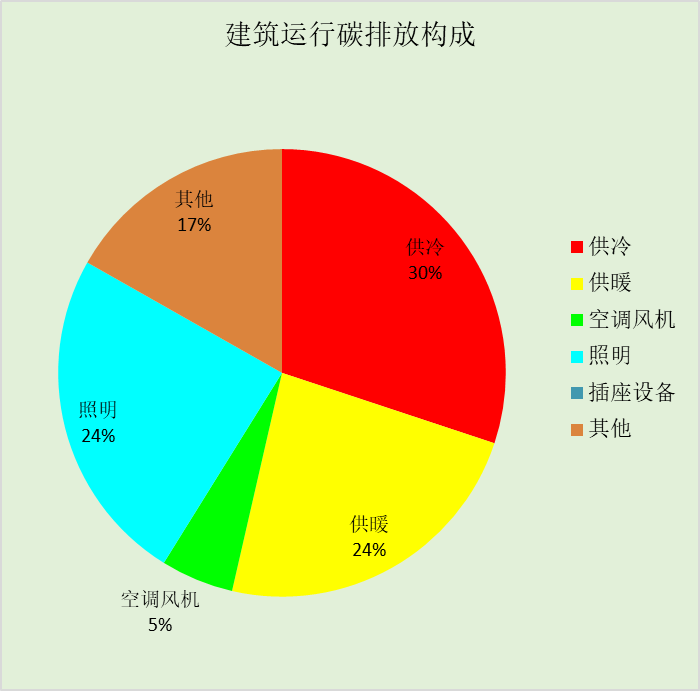 建筑运行碳排放构成
其他
17%
供冷
30%
供冷
供暖
空调风机
照明
插座设备
其他
照明
24%
供暖
24%
空调风机
5%